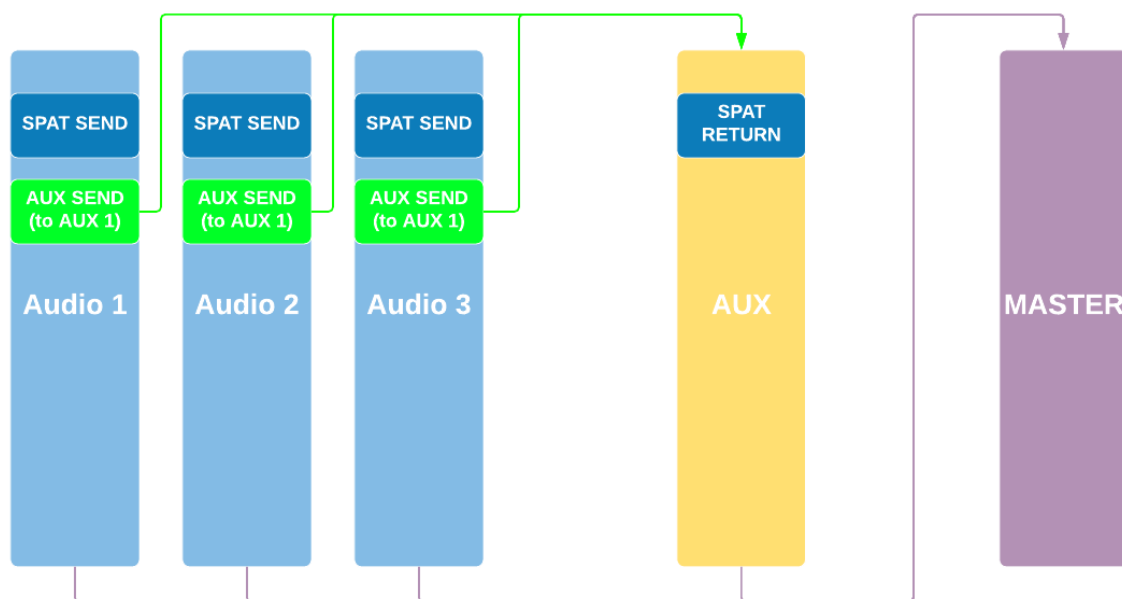 SPAT SEND
SPAT SEND
SPAT SEND
SPAT
RETURN
AUX SEND
(to AUX 1)
AUX SEND
(to AUX 1)
AUX SEND
(to AUX 1)
Audio 1
Audio 2
Audio 3
AUX
MASTER